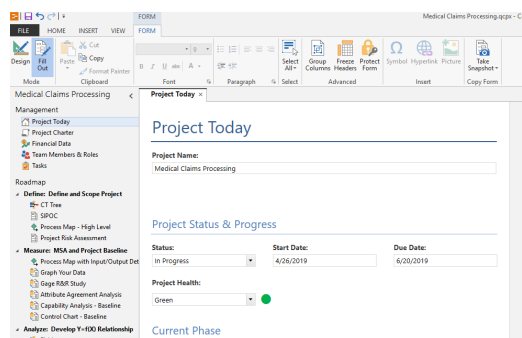 FORM
Medical Claims Processing.qcpx - C
FILE HOME INSERT VIEW FORM
Design
Fill Out
Paste
Cut
Copy
Format Painter
Select All
Group Columns
Freeze Headers
Protect Form
Symbol
Hyperlink
Picture
Take Snapshot
Mode Clipboard Font Paragraph Select Advanced Insert Copy Form
Medical Claims Processing
Management
Project Today
Project Charter
Financial Data
Team Members & Roles
Tasks
Roadmap
Define: Define and Scope Project
CT Tree
SIPOC
Process Map - High Level
Project Risk Assessment
Measure: MSA and Project Baseline
Process Map with Input/Output Det
Graph Your Data
Gage R&R Study
Attribute Agreement Analysis
Capability Analysis - Baseline
Control Chart - Baseline
Analyze: Develop Y=f(X) Relationship
Project Today ×
Project Today
Project Name:
Medical Claims Processing
Project Status & Progress
Status: Start Date: Due Date:
In Progress 4/26/2019 6/20/2019
Project Health:
Green
Current Phase